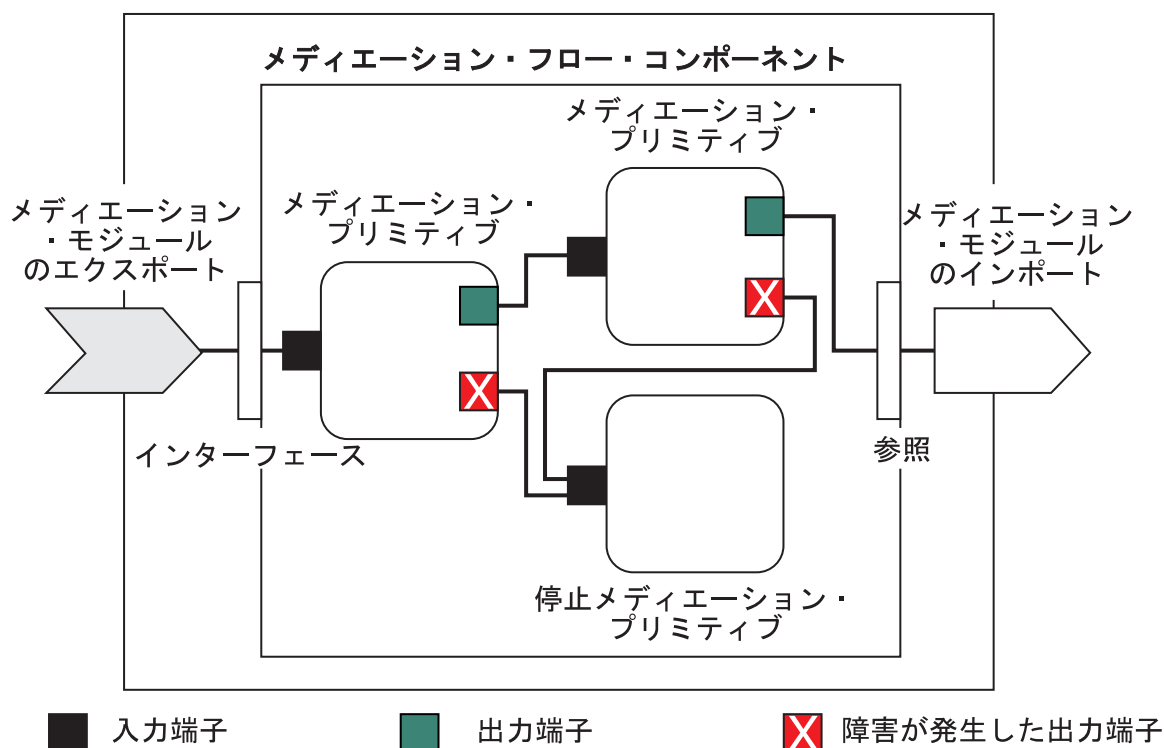 メディエーション・フロー・コンポーネント
メディエーション・
プリミティブ
メディエーション・
プリミティブ
メディエーション
・モジュール
のエクスポート
メディエーション
・モジュール
のインポート
インターフェース
参照
停止メディエーション・
プリミティブ
入力端子
出力端子
X 障害が発生した出力端子
X
X